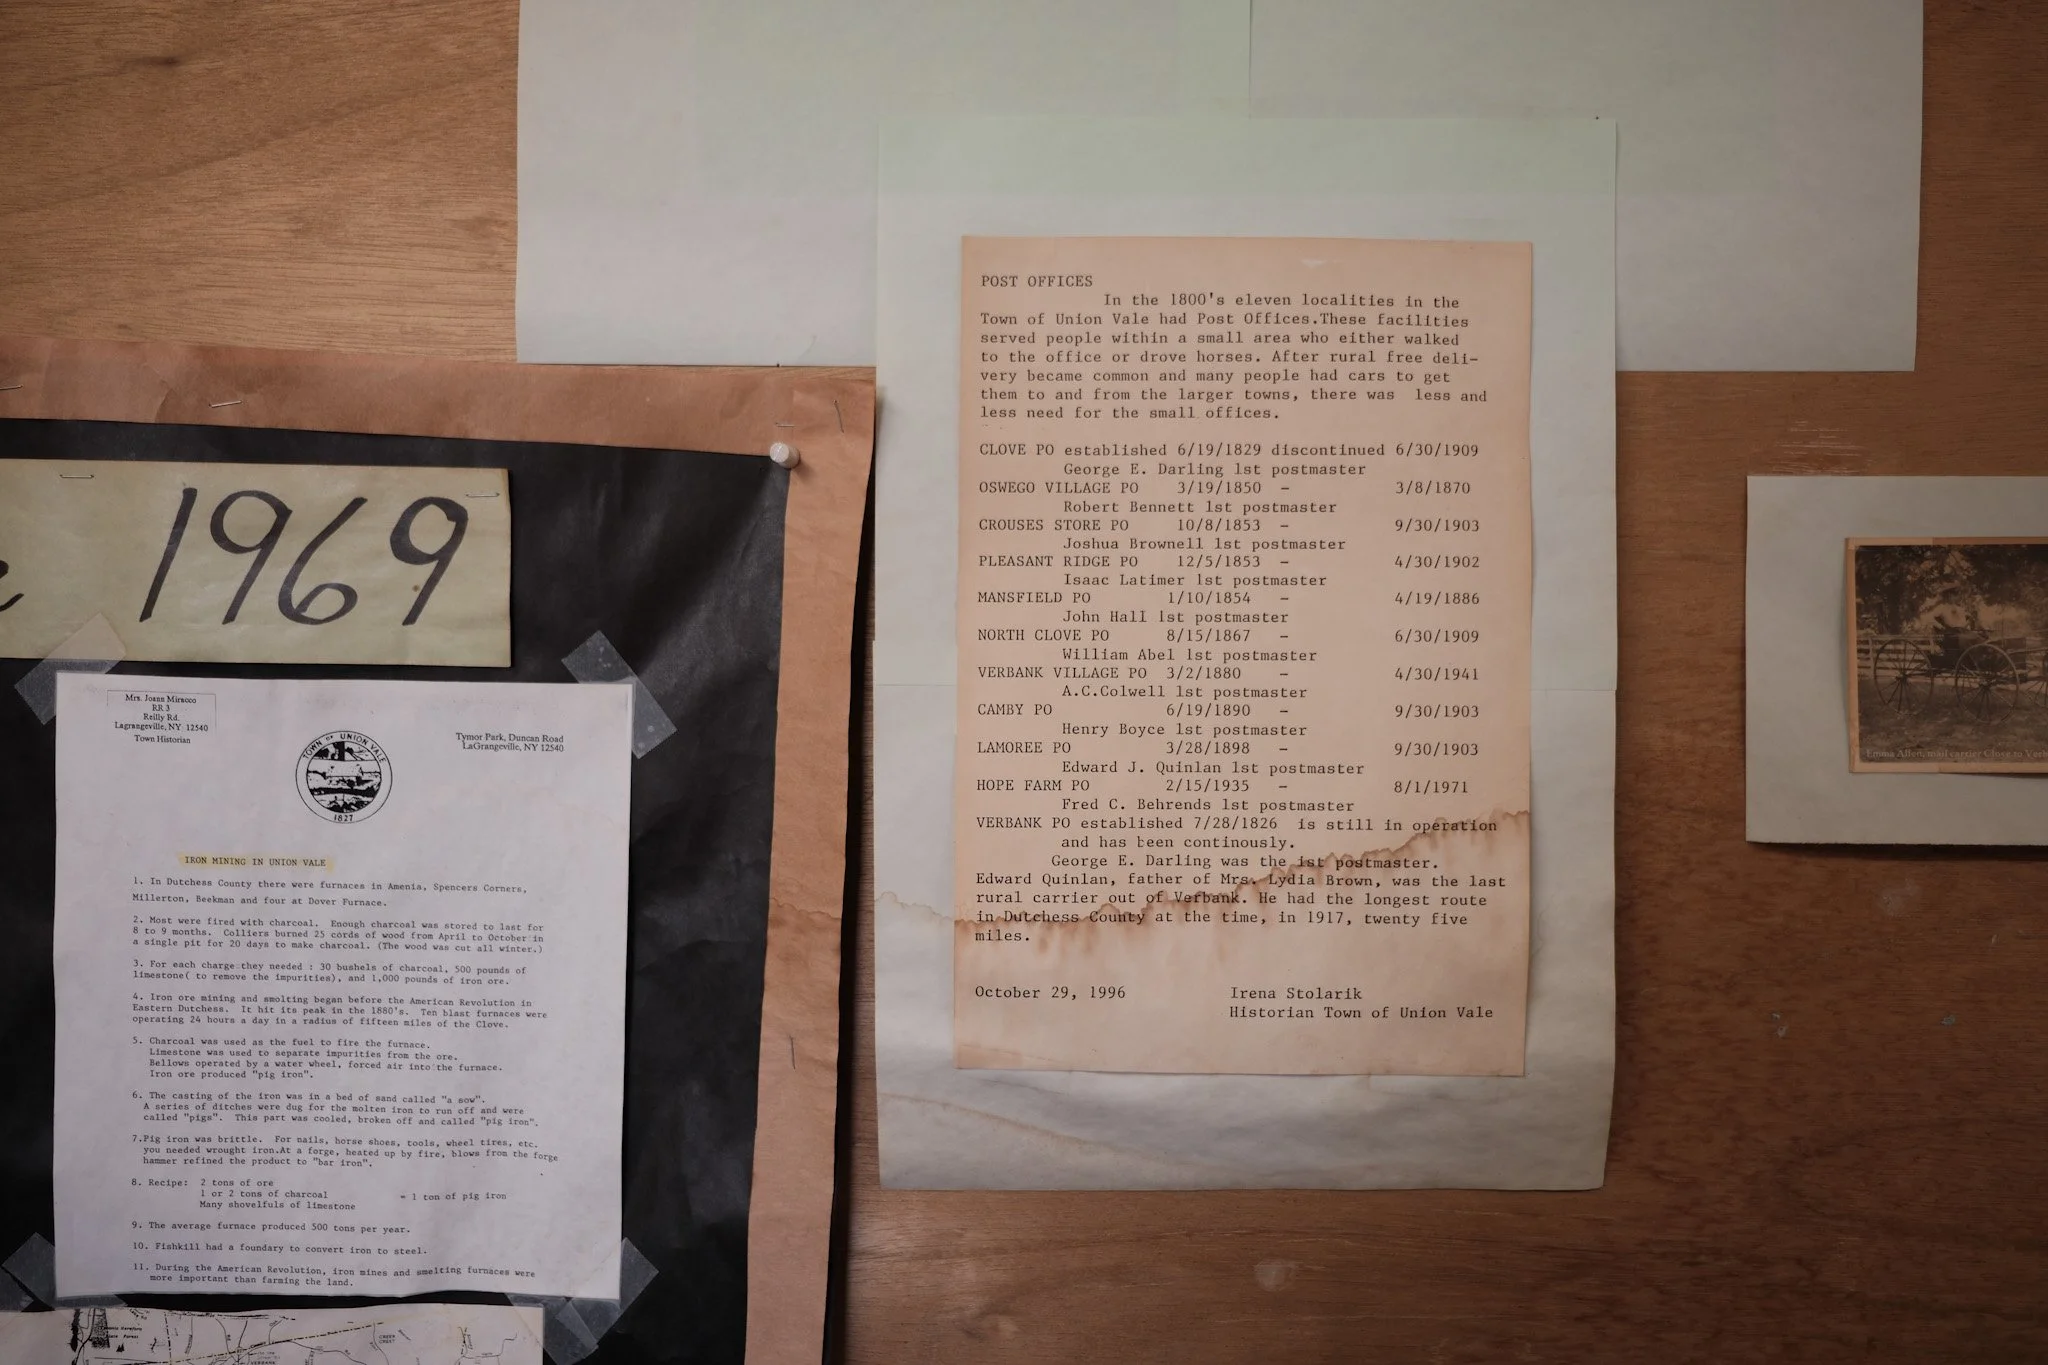 1969
Mrs. Joann Miracco
RR 3
Reilly Rd.
Lagrangeville, NY 12540
Town Historian
TOWN OF UNION VALE
1827
Tymor Park, Duncan Road
LaGrangeville, NY 12540
IRON MINING IN UNION VALE
1. In Dutchess County there were furnaces in Amenia, Spencers Corners,
Millerton, Beekman and four at Dover Furnace.
2. Most were fired with charcoal. Enough charcoal was stored to last for
8 to 9 months. Colliers burned 25 cords of wood from April to October in
a single pit for 20 days to make charcoal. (The wood was cut all winter.)
3. For each charge they needed : 30 bushels of charcoal, 500 pounds of
limestone( to remove the impurities), and 1,000 pounds of iron ore.
4. Iron ore mining and smolting began before the American Revolution in
Eastern Dutchess. It hit its peak in the 1880's. Ten blast furnaces were
operating 24 hours a day in a radius of fifteen miles of the Clove.
5. Charcoal was used as the fuel to fire the furnace.
Limestone was used to separate impurities from the ore.
Bellows operated by a water wheel, forced air into the furnace.
Iron ore produced "pig iron".
6. The casting of the iron was in a bed of sand called "a sow".
A series of ditches were dug for the molten iron to run off and were
called "pigs". This part was cooled, broken off and called "pig iron".
7.Pig iron was brittle. For nails, horse shoes, tools, wheel tires, etc.
you needed wrought iron.At a forge, heated up by fire, blows from the forge
hammer refined the product to "bar iron".
8. Recipe: 2 tons of ore
1 or 2 tons of charcoal = 1 ton of pig iron
Many shovelfuls of limestone
9. The average furnace produced 500 tons per year.
10. Fishkill had a foundary to convert iron to steel.
11. During the American Revolution, iron mines and smelting furnaces were
more important than farming the land.
VERBANK
POST OFFICES
In the 1800's eleven localities in the
Town of Union Vale had Post Offices.These facilities
served people within a small area who either walked
to the office or drove horses. After rural free deli-
very became common and many people had cars to get
them to and from the larger towns, there was less and
less need for the small offices.
CLOVE PO established 6/19/1829 discontinued 6/30/1909
George E. Darling 1st postmaster
OSWEGO VILLAGE PO 3/19/1850 - 3/8/1870
Robert Bennett 1st postmaster
CROUSES STORE PO 10/8/1853 - 9/30/1903
Joshua Brownell 1st postmaster
PLEASANT RIDGE PO 12/5/1853 - 4/30/1902
Isaac Latimer 1st postmaster
MANSFIELD PO 1/10/1854 - 4/19/1886
John Hall 1st postmaster
NORTH CLOVE PO 8/15/1867 - 6/30/1909
William Abel 1st postmaster
VERBANK VILLAGE PO 3/2/1880 - 4/30/1941
A.C.Colwell 1st postmaster
CAMBY PO 6/19/1890 - 9/30/1903
Henry Boyce 1st postmaster
LAMOREE PO 3/28/1898 - 9/30/1903
Edward J. Quinlan 1st postmaster
HOPE FARM PO 2/15/1935 - 8/1/1971
Fred C. Behrends 1st postmaster
VERBANK PO established 7/28/1826 is still in operation
and has been continously.
George E. Darling was the 1st postmaster.
Edward Quinlan, father of Mrs. Lydia Brown, was the last
rural carrier out of Verbank. He had the longest route
in Dutchess County at the time, in 1917, twenty five
miles.
October 29, 1996 Irena Stolarik
Historian Town of Union Vale
Emma Allen, mail carrier Clove to Verb